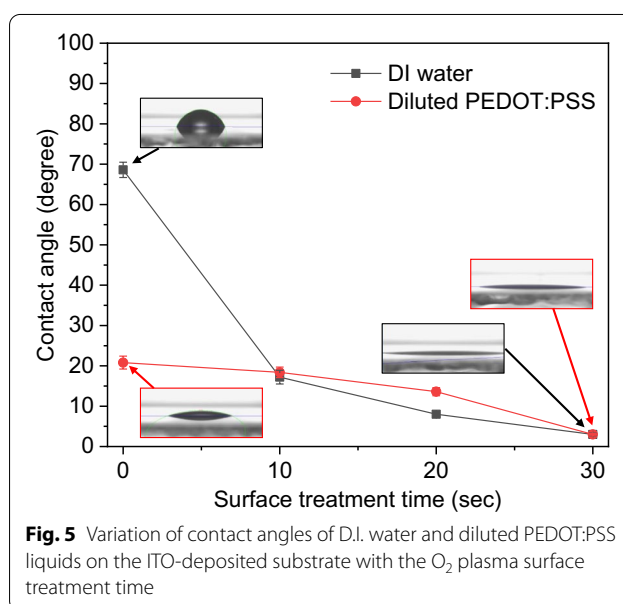 100
90
80
70
60
50
40
30
20
10
0
Contact angle (degree)
DI water
Diluted PEDOT:PSS
0 10 20 30
Surface treatment time (sec)
Fig. 5 Variation of contact angles of D.I. water and diluted PEDOT:PSS
liquids on the ITO-deposited substrate with the O₂ plasma surface
treatment time